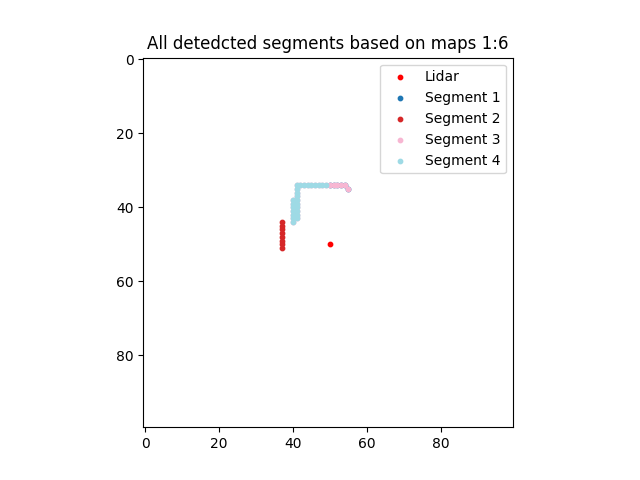 All detedcted segments based on maps 1:6
Lidar
Segment 1
Segment 2
Segment 3
Segment 4
0
20
40
60
80
0 20 40 60 80